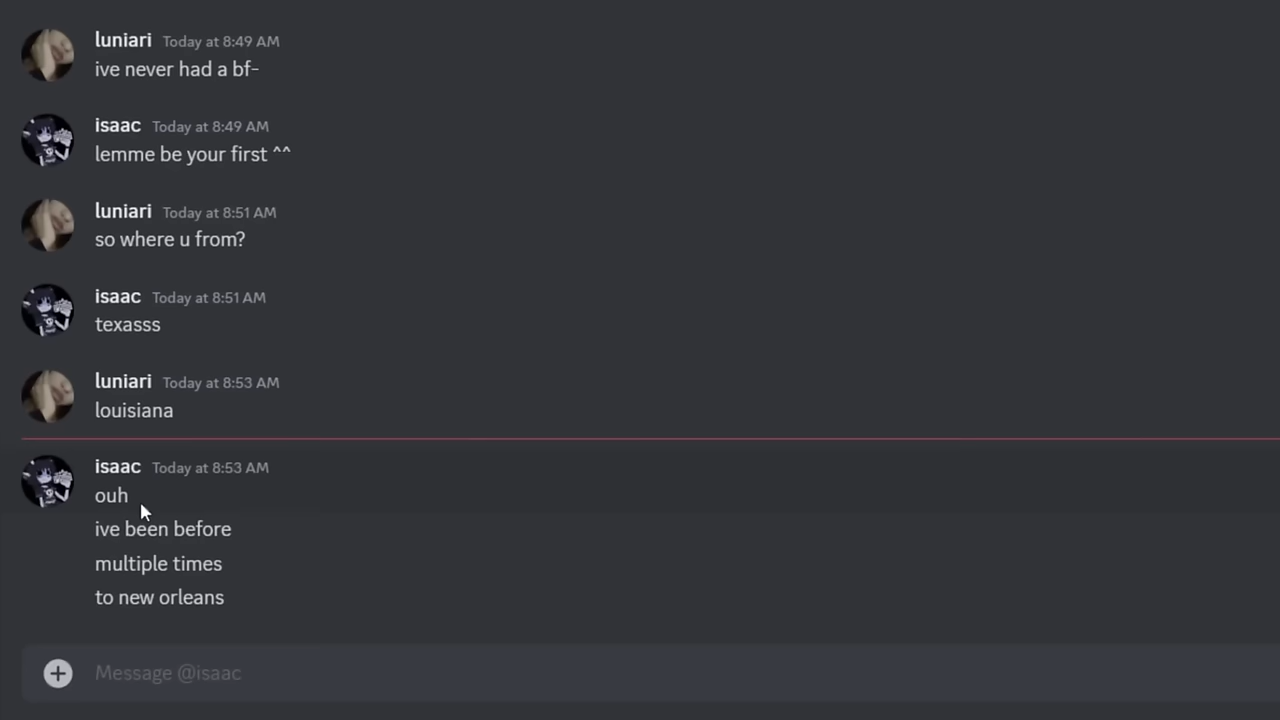 luniari Today at 8:49 AM
ive never had a bf-
isaac Today at 8:49 AM
lemme be your first ^^
luniari Today at 8:51 AM
so where u from?
isaac Today at 8:51 AM
texasss
luniari Today at 8:53 AM
louisiana
isaac Today at 8:53 AM
ouh
ive been before
multiple times
to new orleans
Message @isaac